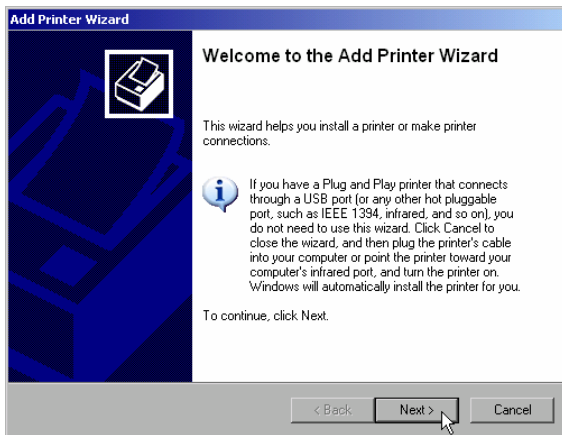 Add Printer Wizard
Welcome to the Add Printer Wizard
This wizard helps you install a printer or make printer
connections.
If you have a Plug and Play printer that connects
through a USB port (or any other hot pluggable
port, such as IEEE 1394, infrared, and so on), you
do not need to use this wizard. Click Cancel to
close the wizard, and then plug the printer's cable
into your computer or point the printer toward your
computer's infrared port, and turn the printer on.
Windows will automatically install the printer for you.
To continue, click Next.
< Back Next > Cancel